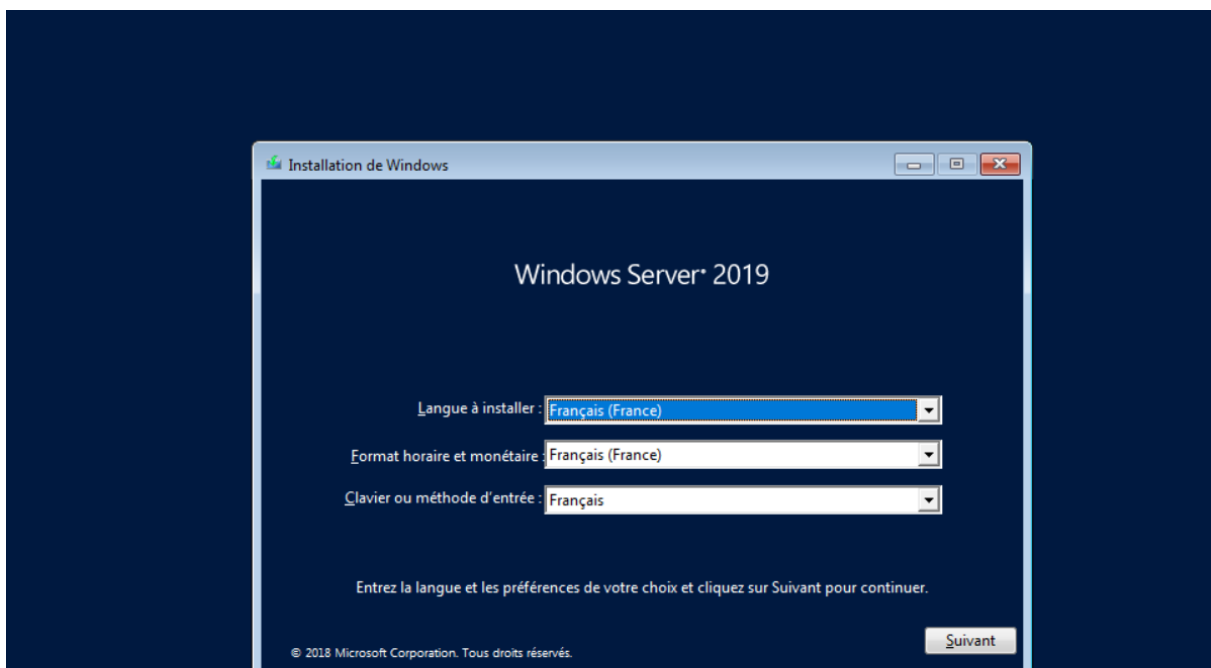 Installation de Windows
Windows Server® 2019
Langue à installer : Français (France)
Format horaire et monétaire : Français (France)
Clavier ou méthode d'entrée : Français
Entrez la langue et les préférences de votre choix et cliquez sur Suivant pour continuer.
Suivant
© 2018 Microsoft Corporation. Tous droits réservés.